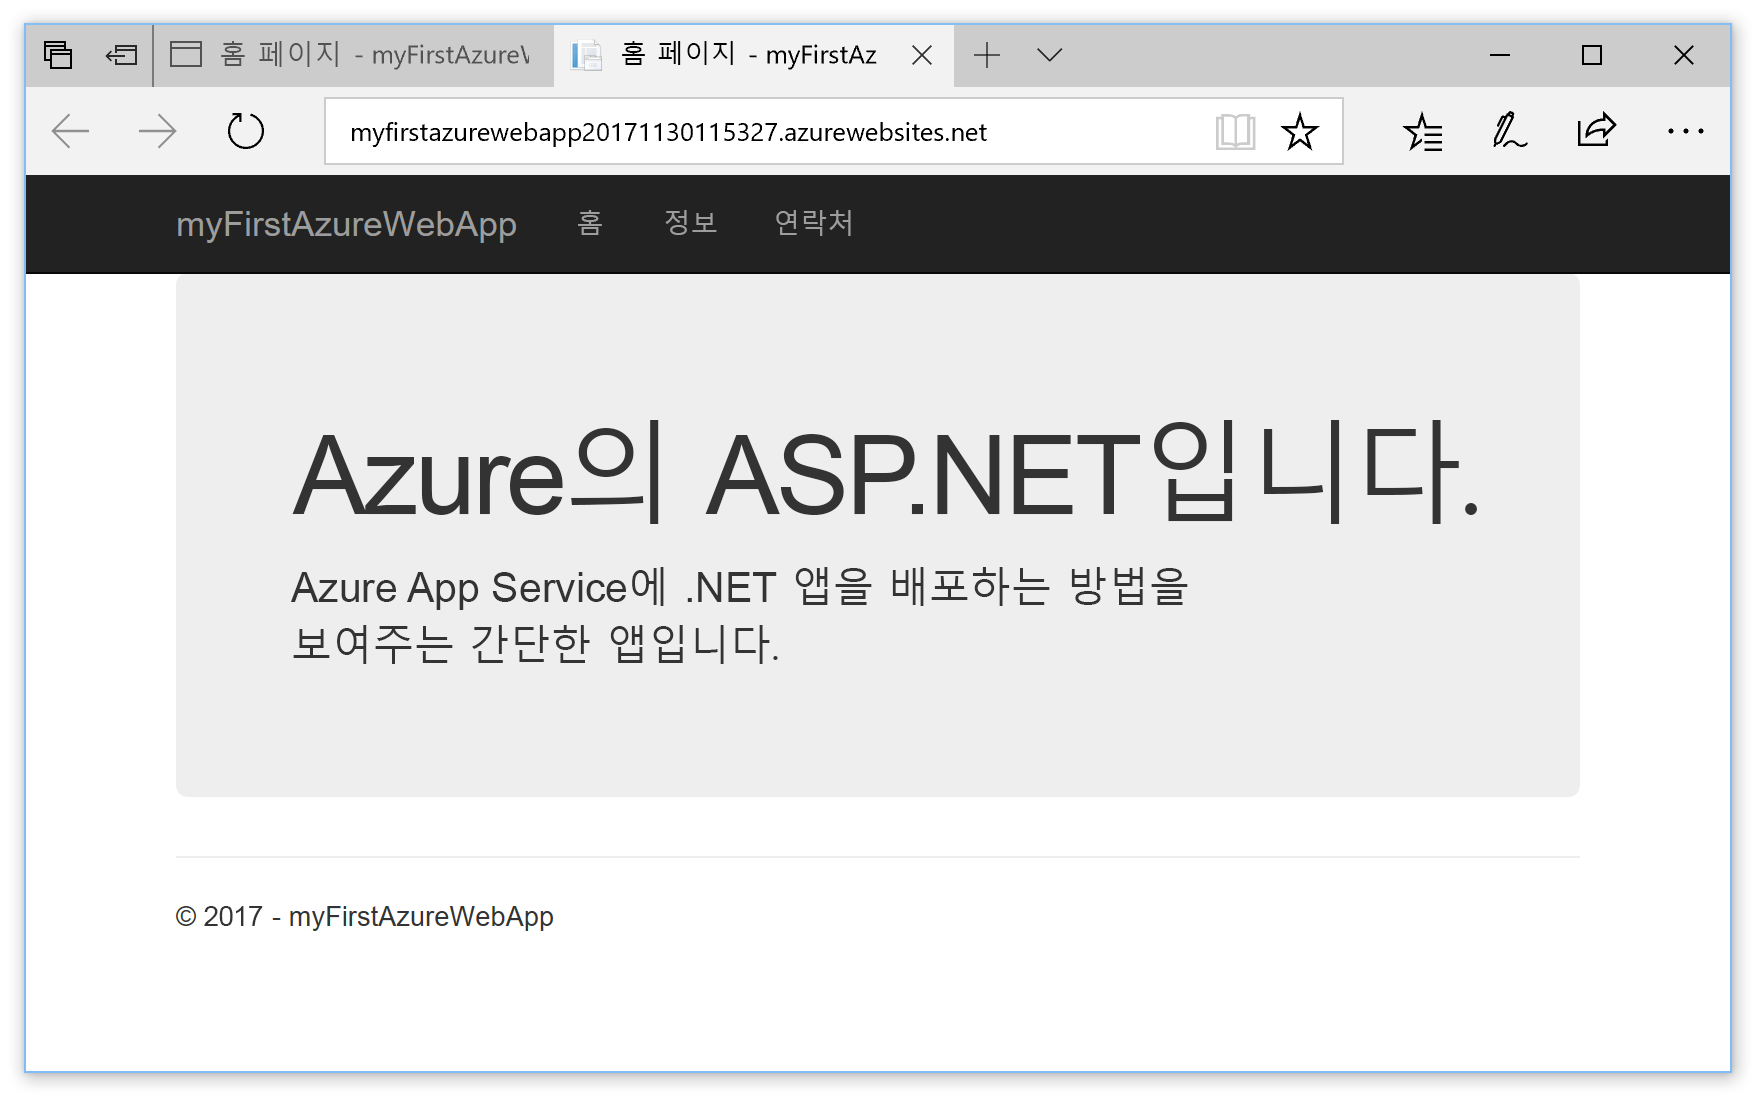 홈 페이지 - myFirstAzure
홈 페이지 - myFirstAz
myfirstazurewebapp20171130115327.azurewebsites.net
myFirstAzureWebApp 홈 정보 연락처
Azure의 ASP.NET입니다.
Azure App Service에 .NET 앱을 배포하는 방법을
보여주는 간단한 앱입니다.
© 2017 - myFirstAzureWebApp